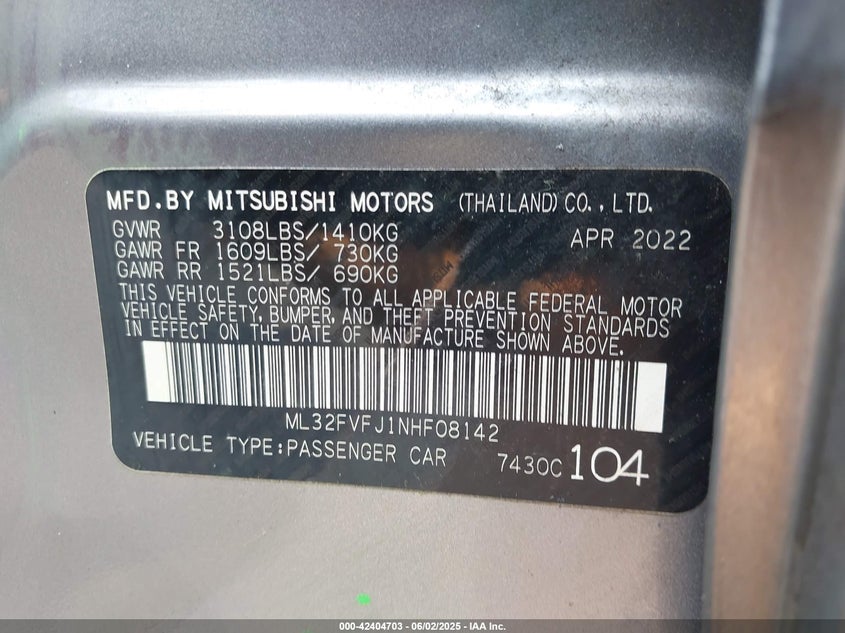 MFD.BY MITSUBISHI MOTORS (THAILAND) CO., LTD.
GVWR 3108LBS/1410KG APR 2022
GAWR FR 1609LBS/ 730KG
GAWR RR 1521LBS/ 690KG
THIS VEHICLE CONFORMS TO ALL APPLICABLE FEDERAL MOTOR
VEHICLE SAFETY, BUMPER, AND THEFT PREVENTION STANDARDS
IN EFFECT ON THE DATE OF MANUFACTURE SHOWN ABOVE.
ML32FVFJ1NHF08142
VEHICLE TYPE:PASSENGER CAR 7430C 104
000-42404703 - 06/02/2025 - IAA Inc.